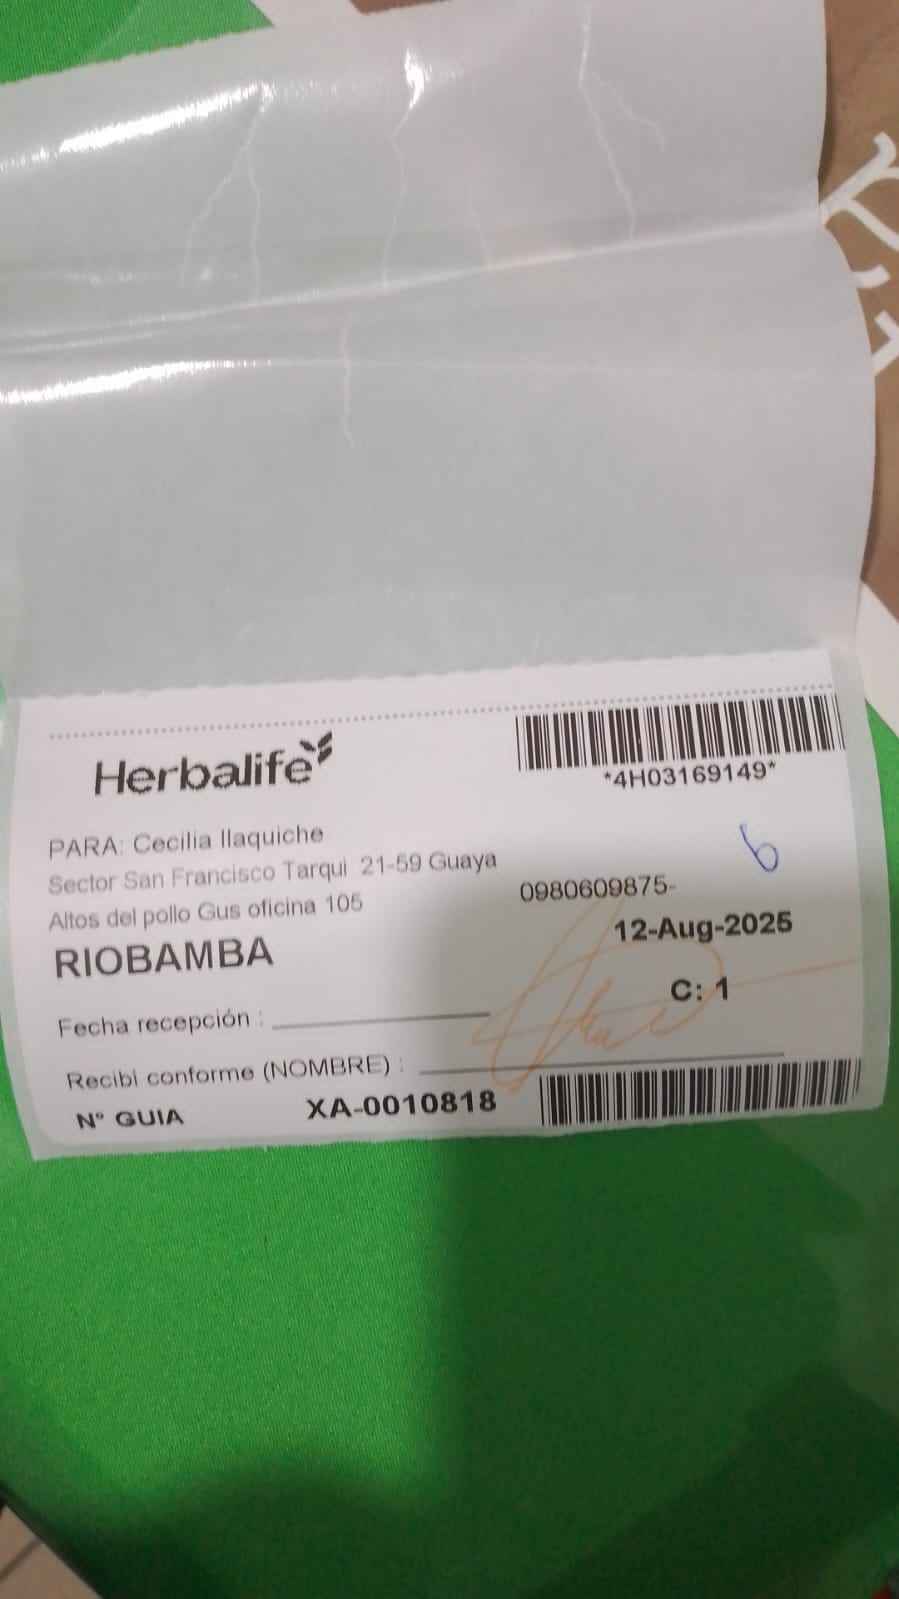 Herbalife
*4H03169149*
PARA: Cecilia llaquiche
Sector San Francisco Tarqui 21-59 Guaya
Altos del pollo Gus oficina 105
0980609875-
6
RIOBAMBA
12-Aug-2025
C: 1
Fecha recepción :
Recibi conforme (NOMBRE) :
N° GUIA XA-0010818